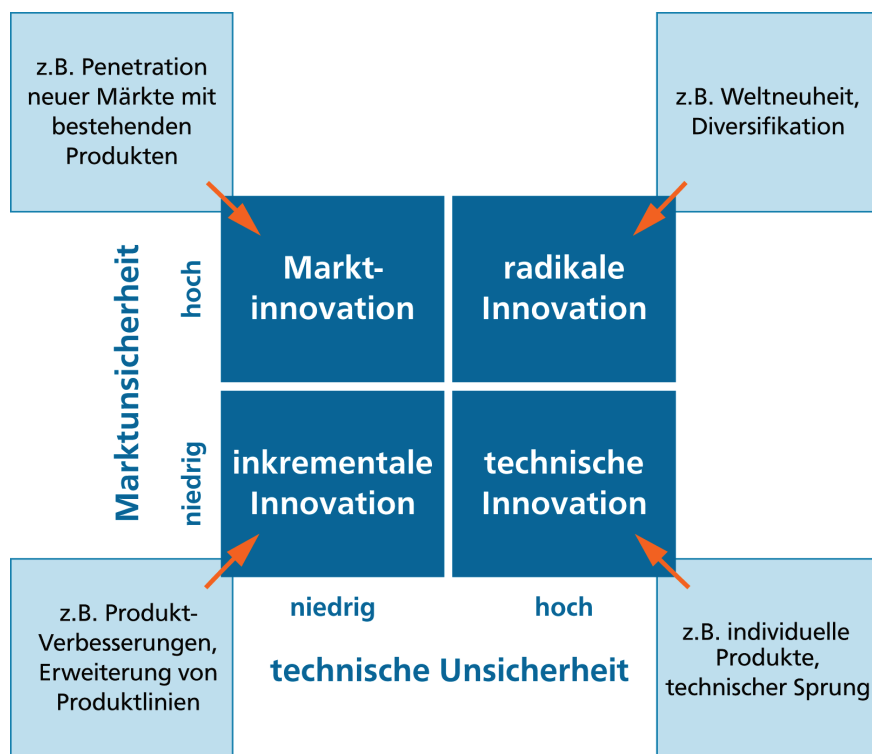 z.B. Penetration
neuer Märkte mit
bestehenden
Produkten
z.B. Weltneuheit,
Diversifikation
Marktunsicherheit
hoch
niedrig
Markt-
innovation
radikale
Innovation
inkrementale
Innovation
technische
Innovation
niedrig
hoch
technische Unsicherheit
z.B. Produkt-
Verbesserungen,
Erweiterung von
Produktlinien
z.B. individuelle
Produkte,
technischer Sprung